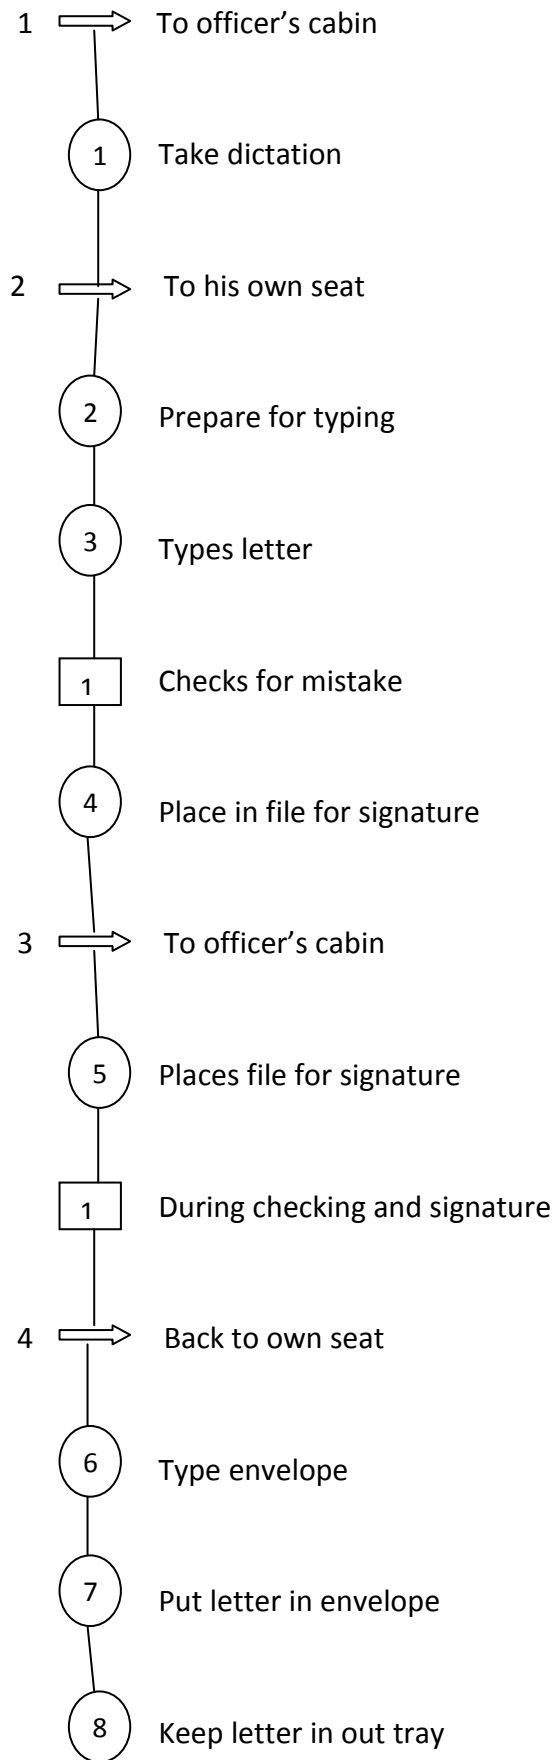 1 To officer’s cabin
1 Take dictation
2 To his own seat
2 Prepare for typing
3 Types letter
1 Checks for mistake
4 Place in file for signature
3 To officer’s cabin
5 Places file for signature
1 During checking and signature
4 Back to own seat
6 Type envelope
7 Put letter in envelope
8 Keep letter in out tray